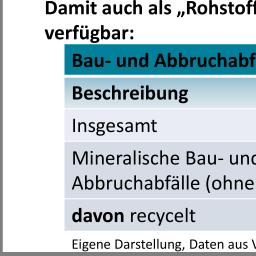 Damit auch als „Rohstoff
verfügbar:
Bau- und Abbruchabf
Beschreibung
Insgesamt
Mineralische Bau- und
Abbruchabfälle (ohne
davon recycelt
Eigene Darstellung, Daten aus V